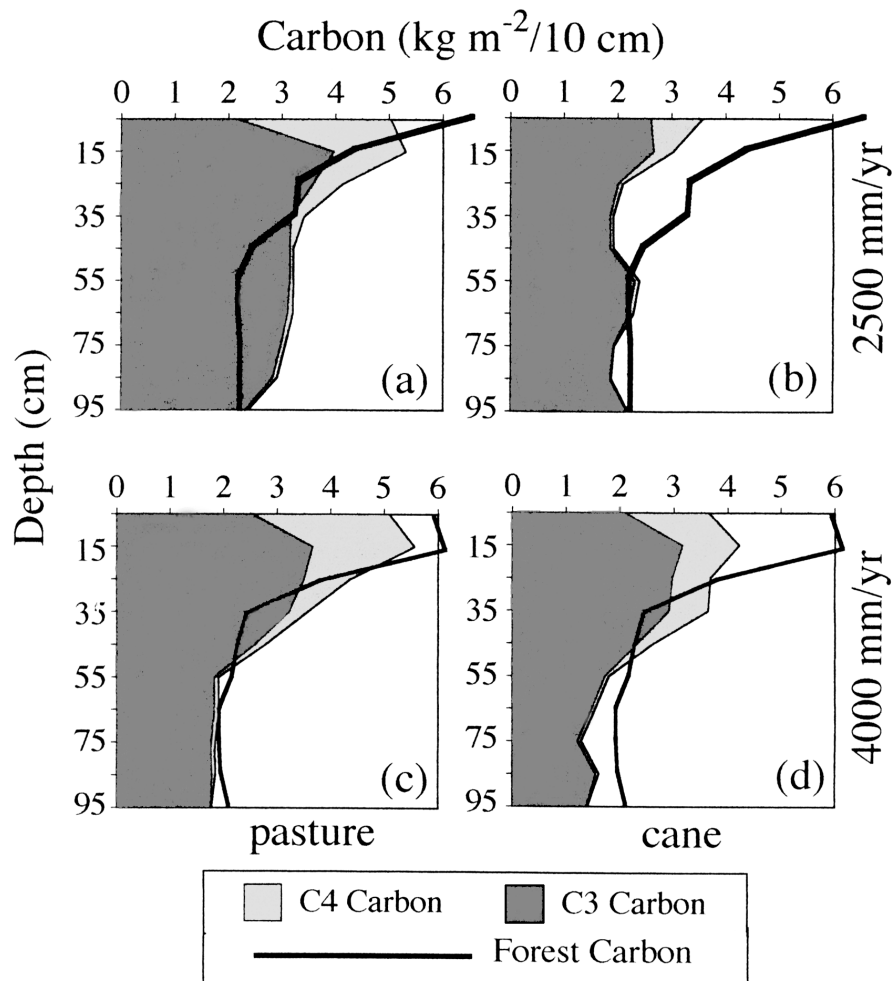 Carbon (kg m-2/10 cm)
0 1 2 3 4 5 6
0 1 2 3 4 5 6
15
35
55
75
95
(a)
15
35
55
75
95
(b)
2500 mm/yr
Depth (cm)
0 1 2 3 4 5 6
0 1 2 3 4 5 6
15
35
55
75
95
(c)
15
35
55
75
95
(d)
4000 mm/yr
pasture
cane
C4 Carbon
C3 Carbon
Forest Carbon